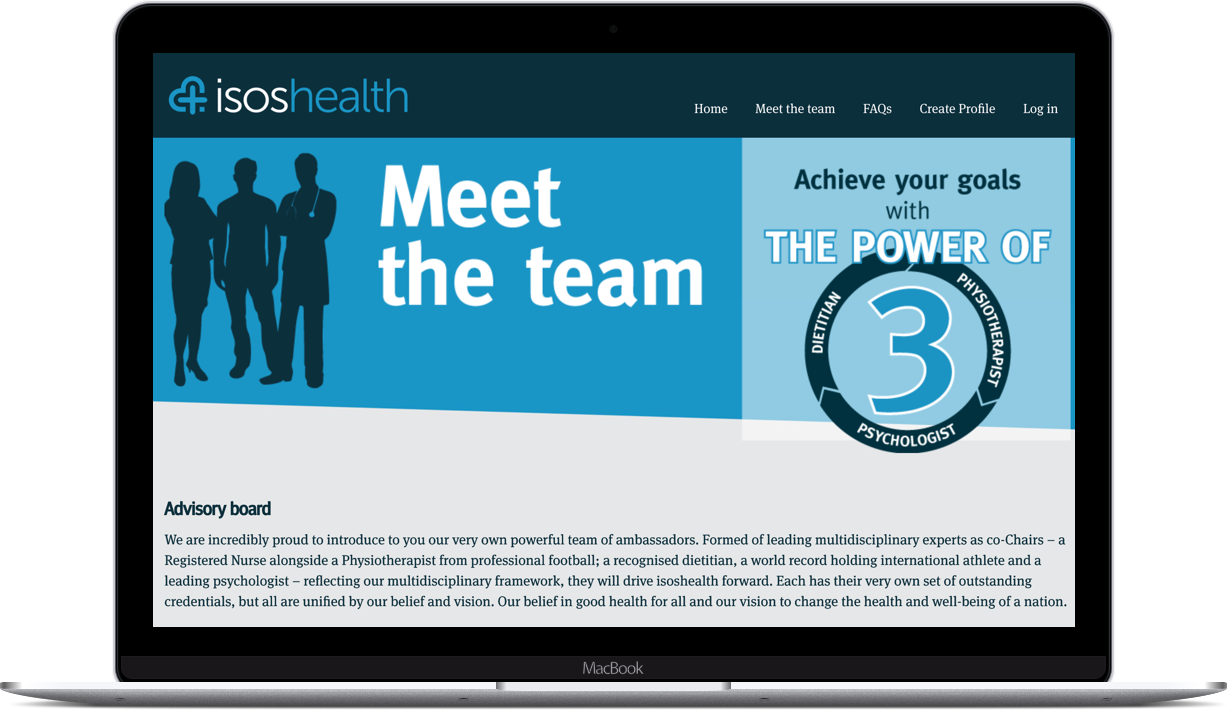 isoshealth
Home Meet the team FAQs Create Profile Log in
Meet
the team
Achieve your goals
with
THE POWER OF
3
DIETITIAN
PHYSIOTHERAPIST
PSYCHOLOGIST
Advisory board
We are incredibly proud to introduce to you our very own powerful team of ambassadors. Formed of leading multidisciplinary experts as co-Chairs – a
Registered Nurse alongside a Physiotherapist from professional football; a recognised dietitian, a world record holding international athlete and a
leading psychologist – reflecting our multidisciplinary framework, they will drive isoshealth forward. Each has their very own set of outstanding
credentials, but all are unified by our belief and vision. Our belief in good health for all and our vision to change the health and well-being of a nation.
MacBook